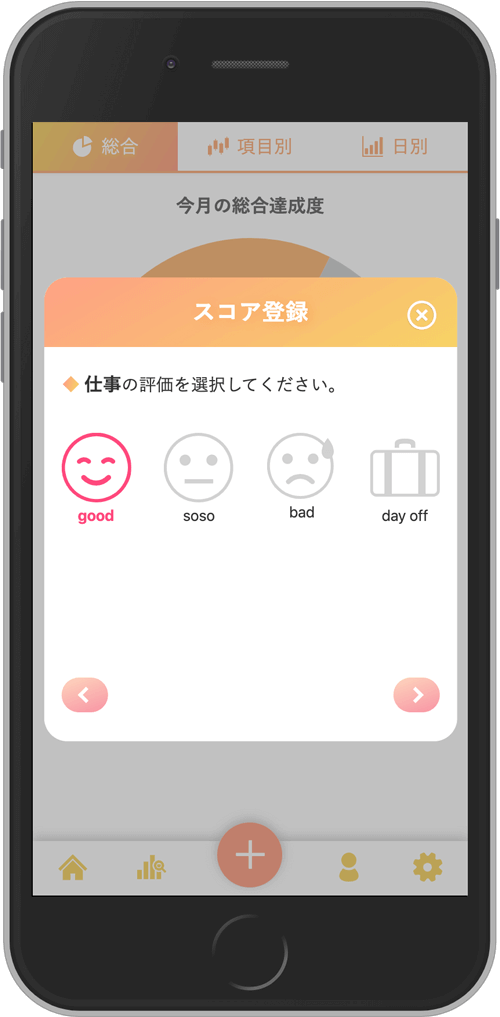 総合 項目別 日別
今月の総合達成度
スコア登録
仕事の評価を選択してください。
good soso bad day off